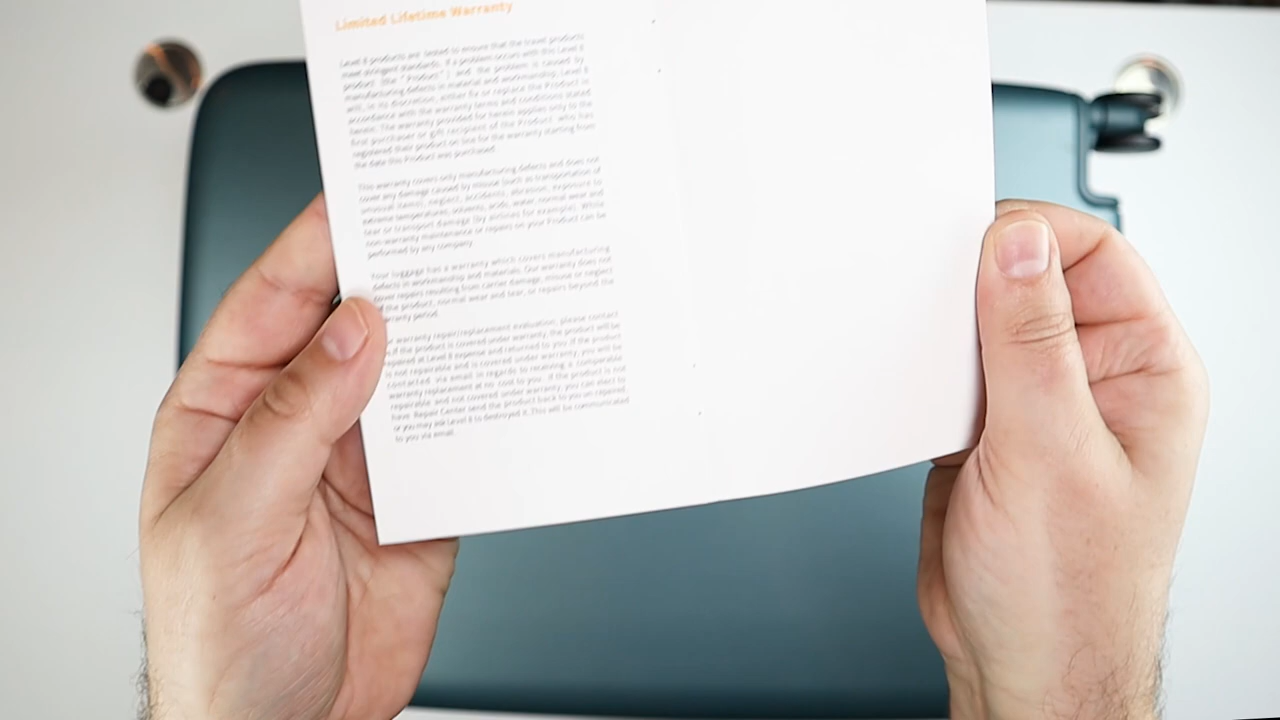 Limited Lifetime Warranty
Level 8 products are tested to ensure that the travel products
meet stringent standards. If a problem occurs with this Level 8
product (the "Product") and the problem is caused by
manufacturing defects in material and workmanship, Level 8
will, in its discretion, either fix or replace the Product in
accordance with the warranty terms and conditions stated
herein. The warranty provided for herein applies only to the
first purchaser or gift recipient of the Product who has
registered their product on line for the warranty starting from
the date this Product was purchased.
This warranty covers only manufacturing defects and does not
cover any damage caused by misuse (such as transportation of
unusual items), neglect, accidents, abrasion, exposure to
extreme temperatures, solvents, acids, water, normal wear and
tear or transport damage (by airlines for example). While
non-warranty maintenance or repairs on your Product can be
performed by any company.
Your luggage has a warranty which covers manufacturing
defects in workmanship and materials. Our warranty does not
cover repairs resulting from carrier damage, misuse or neglect
of the product, normal wear and tear, or repairs beyond the
warranty period.
warranty repair/replacement evaluation, please contact
if the product is covered under warranty, the product will be
repaired at Level 8 expense and returned to you. If the product
is not repairable and is covered under warranty, you will be
contacted via email in regards to receiving a comparable
warranty replacement at no cost to you. If the product is not
repairable and not covered under warranty, you can elect to
have Repair Center send the product back to you un repaired,
or you may ask Level 8 to destroyed it. This will be communicated
to you via email.